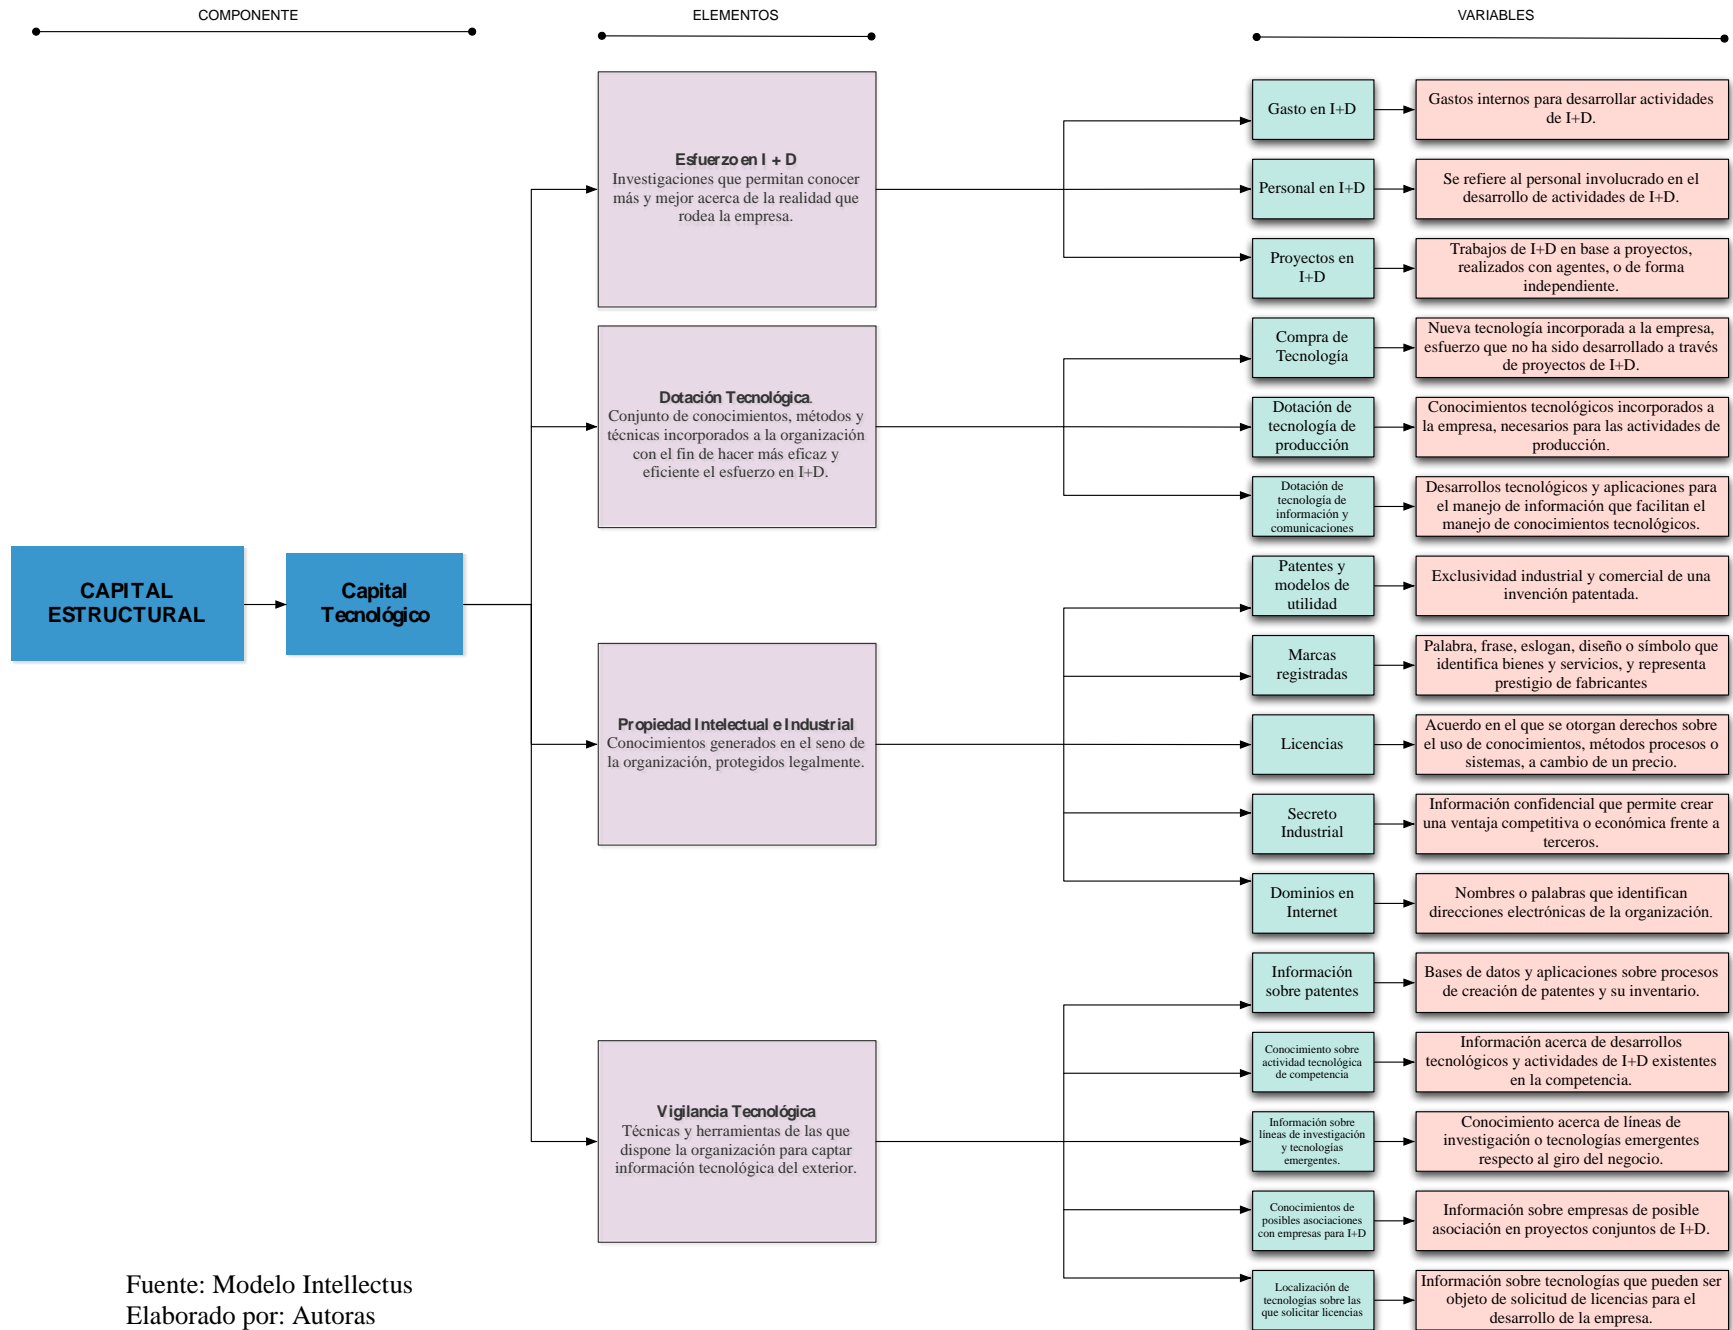 COMPONENTE
ELEMENTOS
VARIABLES
CAPITAL
ESTRUCTURAL
Capital
Tecnológico
Esfuerzo en I + D
Investigaciones que permitan conocer
más y mejor acerca de la realidad que
rodea la empresa.
Gasto en I+D
Gastos internos para desarrollar actividades
de I+D.
Personal en I+D
Se refiere al personal involucrado en el
desarrollo de actividades de I+D.
Proyectos en
I+D
Trabajos de I+D en base a proyectos,
realizados con agentes, o de forma
independiente.
Dotación Tecnológica.
Conjunto de conocimientos, métodos y
técnicas incorporados a la organización
con el fin de hacer más eficaz y
eficiente el esfuerzo en I+D.
Compra de
Tecnología
Nueva tecnología incorporada a la empresa,
esfuerzo que no ha sido desarrollado a través
de proyectos de I+D.
Dotación de
tecnología de
producción
Conocimientos tecnológicos incorporados a
la empresa, necesarios para las actividades de
producción.
Dotación de
tecnología de
información y
comunicaciones
Desarrollos tecnológicos y aplicaciones para
el manejo de información que facilitan el
manejo de conocimientos tecnológicos.
Propiedad Intelectual e Industrial
Conocimientos generados en el seno de
la organización, protegidos legalmente.
Patentes y
modelos de
utilidad
Exclusividad industrial y comercial de una
invención patentada.
Marcas
registradas
Palabra, frase, eslogan, diseño o símbolo que
identifica bienes y servicios, y representa
prestigio de fabricantes
Licencias
Acuerdo en el que se otorgan derechos sobre
el uso de conocimientos, métodos procesos o
sistemas, a cambio de un precio.
Secreto
Industrial
Información confidencial que permite crear
una ventaja competitiva o económica frente a
terceros.
Dominios en
Internet
Nombres o palabras que identifican
direcciones electrónicas de la organización.
Vigilancia Tecnológica
Técnicas y herramientas de las que
dispone la organización para captar
información tecnológica del exterior.
Información
sobre patentes
Bases de datos y aplicaciones sobre procesos
de creación de patentes y su inventario.
Conocimiento sobre
actividad tecnológica
de competencia
Información acerca de desarrollos
tecnológicos y actividades de I+D existentes
en la competencia.
Información sobre
líneas de investigación
y tecnologías
emergentes.
Conocimiento acerca de líneas de
investigación o tecnologías emergentes
respecto al giro del negocio.
Conocimientos de
posibles asociaciones
con empresas para I+D
Información sobre empresas de posible
asociación en proyectos conjuntos de I+D.
Localización de
tecnologías sobre las
que solicitar licencias
Información sobre tecnologías que pueden ser
objeto de solicitud de licencias para el
desarrollo de la empresa.
Fuente: Modelo Intellectus
Elaborado por: Autoras